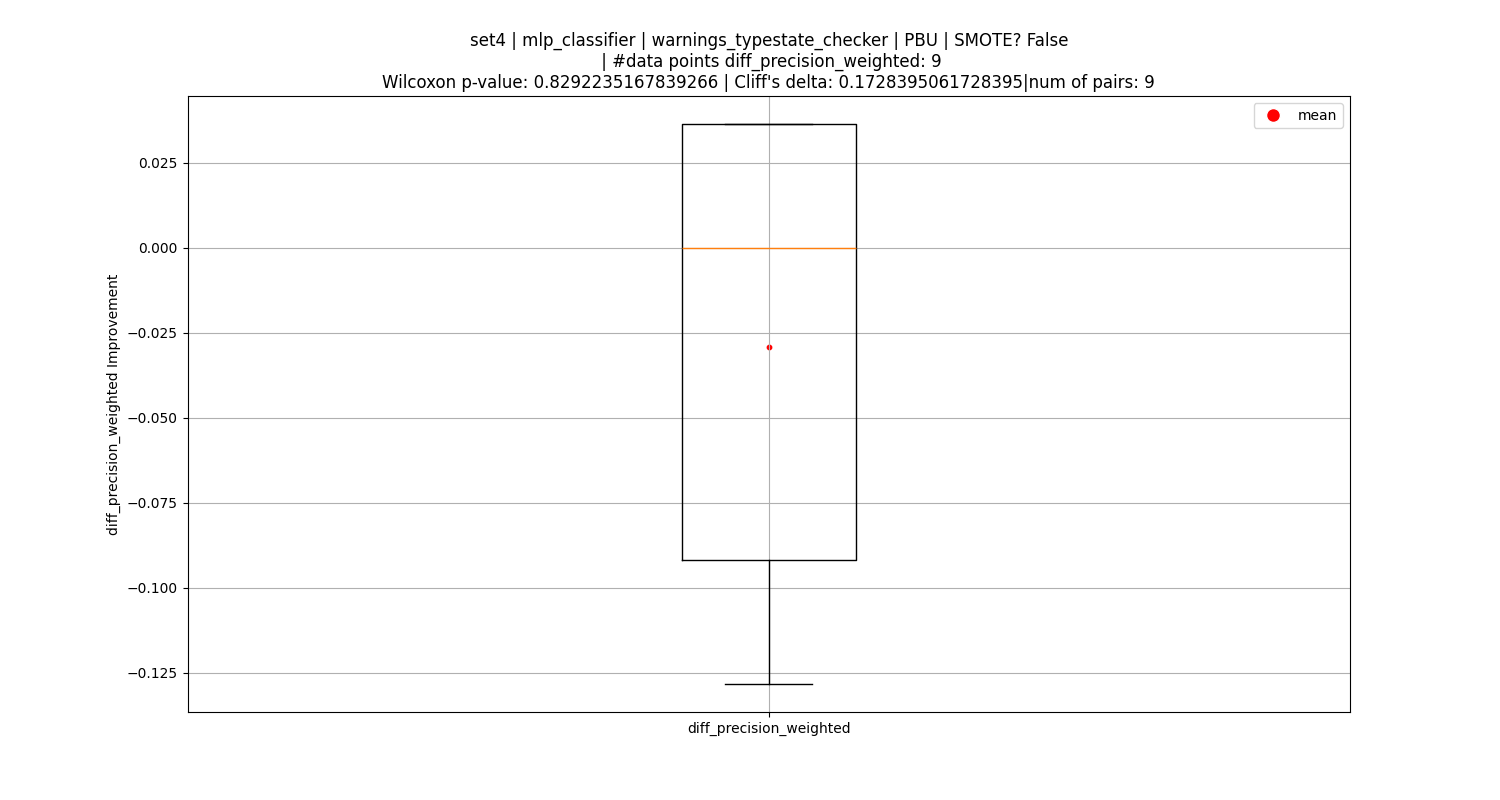 set4 | mlp_classifier | warnings_typestate_checker | PBU | SMOTE? False
| #data points diff_precision_weighted: 9
Wilcoxon p-value: 0.8292235167839266 | Cliff's delta: 0.1728395061728395|num of pairs: 9
mean
0.025
0.000
−0.025
−0.050
−0.075
−0.100
−0.125
diff_precision_weighted Improvement
diff_precision_weighted